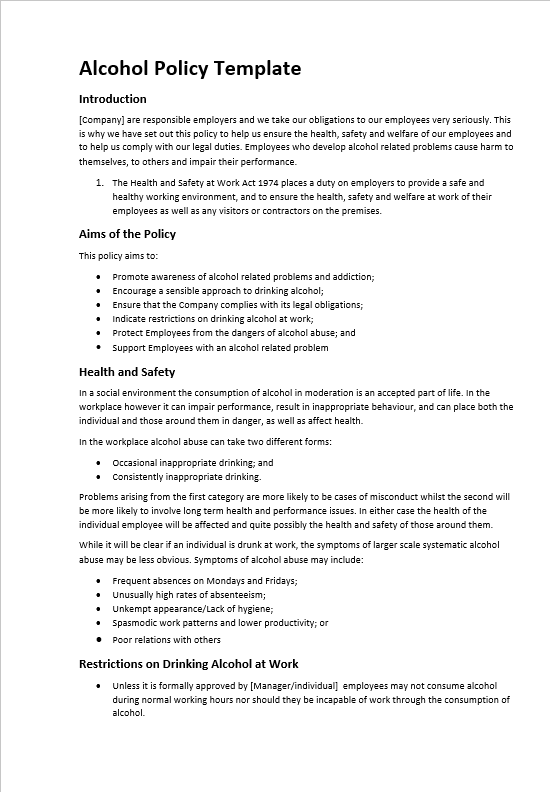 Alcohol Policy Template
Introduction
[Company] are responsible employers and we take our obligations to our employees very seriously. This
is why we have set out this policy to help us ensure the health, safety and welfare of our employees and
to help us comply with our legal duties. Employees who develop alcohol related problems cause harm to
themselves, to others and impair their performance.
1. The Health and Safety at Work Act 1974 places a duty on employers to provide a safe and
healthy working environment, and to ensure the health, safety and welfare at work of their
employees as well as any visitors or contractors on the premises.
Aims of the Policy
This policy aims to:
• Promote awareness of alcohol related problems and addiction;
• Encourage a sensible approach to drinking alcohol;
• Ensure that the Company complies with its legal obligations;
• Indicate restrictions on drinking alcohol at work;
• Protect Employees from the dangers of alcohol abuse; and
• Support Employees with an alcohol related problem
Health and Safety
In a social environment the consumption of alcohol in moderation is an accepted part of life. In the
workplace however it can impair performance, result in inappropriate behaviour, and can place both the
individual and those around them in danger, as well as affect health.
In the workplace alcohol abuse can take two different forms:
• Occasional inappropriate drinking; and
• Consistently inappropriate drinking.
Problems arising from the first category are more likely to be cases of misconduct whilst the second will
be more likely to involve long term health and performance issues. In either case the health of the
individual employee will be affected and quite possibly the health and safety of those around them.
While it will be clear if an individual is drunk at work, the symptoms of larger scale systematic alcohol
abuse may be less obvious. Symptoms of alcohol abuse may include:
• Frequent absences on Mondays and Fridays;
• Unusually high rates of absenteeism;
• Unkempt appearance/Lack of hygiene;
• Spasmodic work patterns and lower productivity; or
• Poor relations with others
Restrictions on Drinking Alcohol at Work
• Unless it is formally approved by [Manager/individual]  employees may not consume alcohol
during normal working hours nor should they be incapable of work through the consumption of
alcohol.